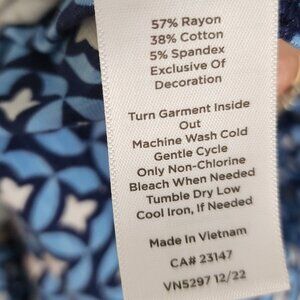 57% Rayon
38% Cotton
5% Spandex
Exclusive Of
Decoration
Turn Garment Inside
Out
Machine Wash Cold
Gentle Cycle
Only Non-Chlorine
Bleach When Needed
Tumble Dry Low
Cool Iron, If Needed
Made In Vietnam
CA# 23147
VN5297 12/22